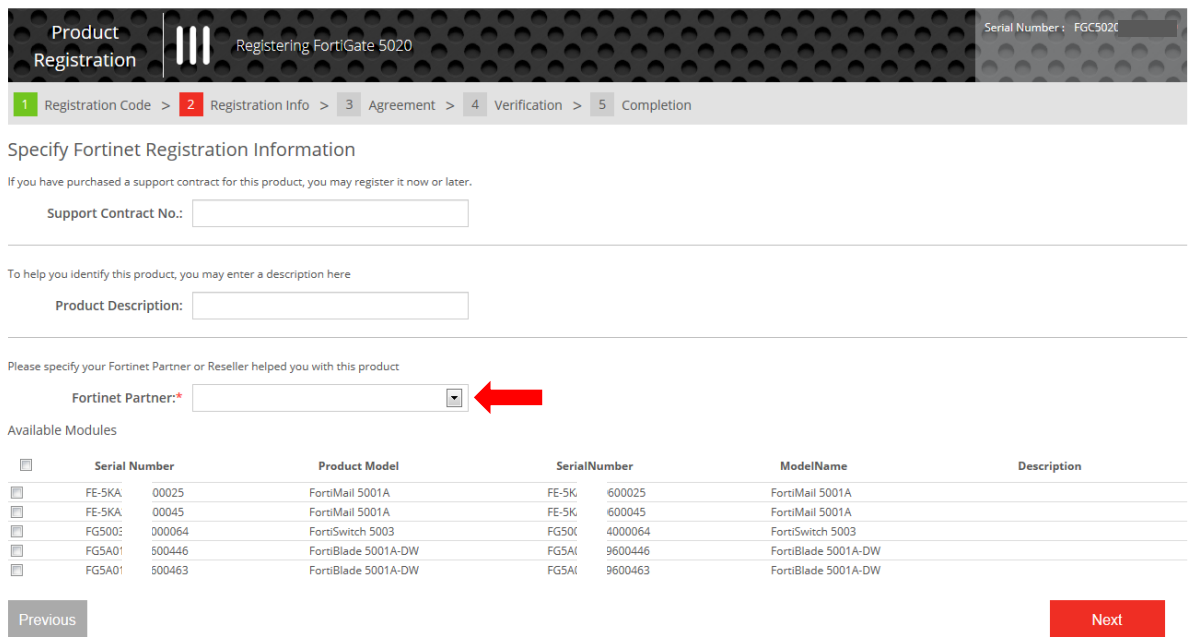 Product Registration
Registering FortiGate 5020
Serial Number : FGC5020
1 Registration Code > 2 Registration Info > 3 Agreement > 4 Verification > 5 Completion
Specify Fortinet Registration Information
If you have purchased a support contract for this product, you may register it now or later.
Support Contract No.:
To help you identify this product, you may enter a description here
Product Description:
Please specify your Fortinet Partner or Reseller helped you with this product
Fortinet Partner:*
Available Modules
Serial Number Product Model SerialNumber ModelName Description
FE-5KA 00025 FortiMail 5001A FE-5K 600025 FortiMail 5001A
FE-5KA 00045 FortiMail 5001A FE-5K 600045 FortiMail 5001A
FG5003 000064 FortiSwitch 5003 FG500 4000064 FortiSwitch 5003
FG5A01 600446 FortiBlade 5001A-DW FG5A0 9600446 FortiBlade 5001A-DW
FG5A01 600463 FortiBlade 5001A-DW FG5A0 9600463 FortiBlade 5001A-DW
Previous
Next